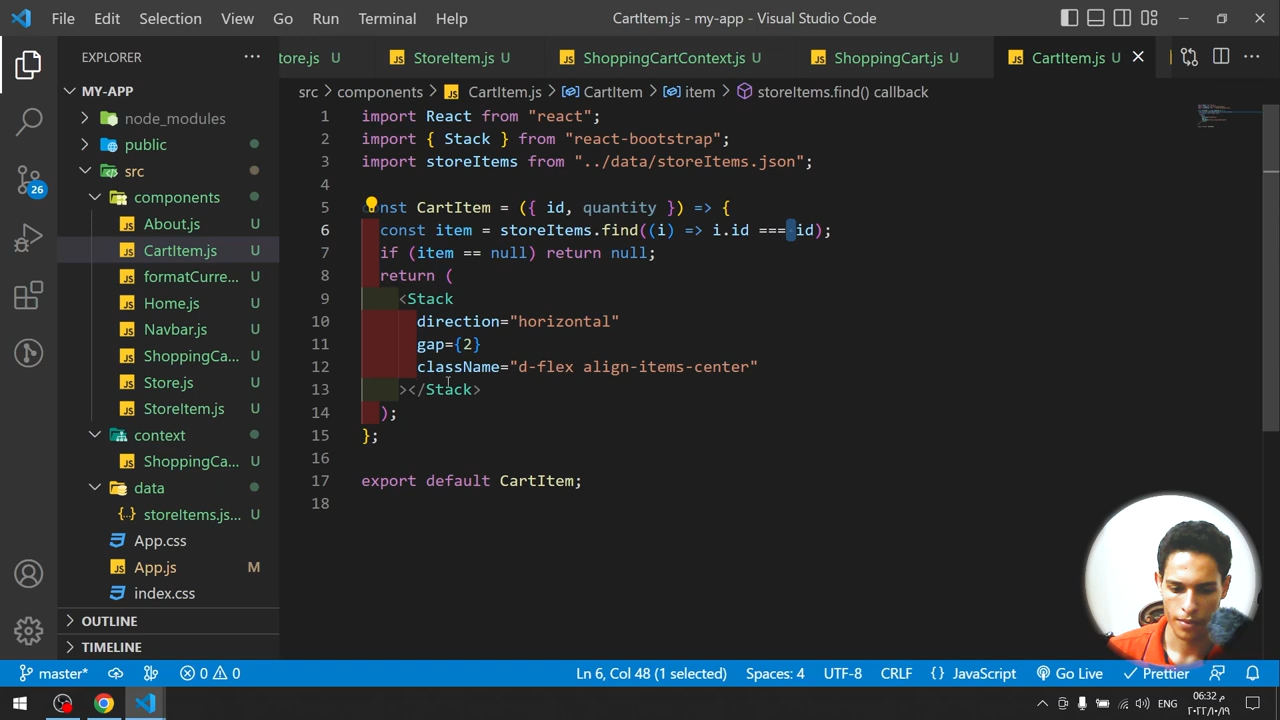 File Edit Selection View Go Run Terminal Help
CartItem.js - my-app - Visual Studio Code
EXPLORER
tore.js U
StoreItem.js U
ShoppingCartContext.js U
ShoppingCart.js U
CartItem.js U
src > components > CartItem.js > CartItem > item > storeItems.find() callback
MY-APP
node_modules
public
src
components
About.js U
CartItem.js U
formatCurre... U
Home.js U
Navbar.js U
ShoppingCa... U
Store.js U
StoreItem.js U
context
ShoppingCa... U
data
storeItems.js... U
App.css
App.js M
index.css
OUTLINE
TIMELINE
26
1 import React from "react";
2 import { Stack } from "react-bootstrap";
3 import storeItems from "../data/storeItems.json";
4
5 const CartItem = ({ id, quantity }) => {
6 const item = storeItems.find((i) => i.id === id);
7 if (item == null) return null;
8 return (
9 <Stack
10 direction="horizontal"
11 gap={2}
12 className="d-flex align-items-center"
13 ></Stack>
14 );
15 };
16
17 export default CartItem;
18
master* 0 0 Ln 6, Col 48 (1 selected) Spaces: 4 UTF-8 CRLF {} JavaScript Go Live Prettier
ENG
06:32 م
٢٠٢٢/١٠/١٩